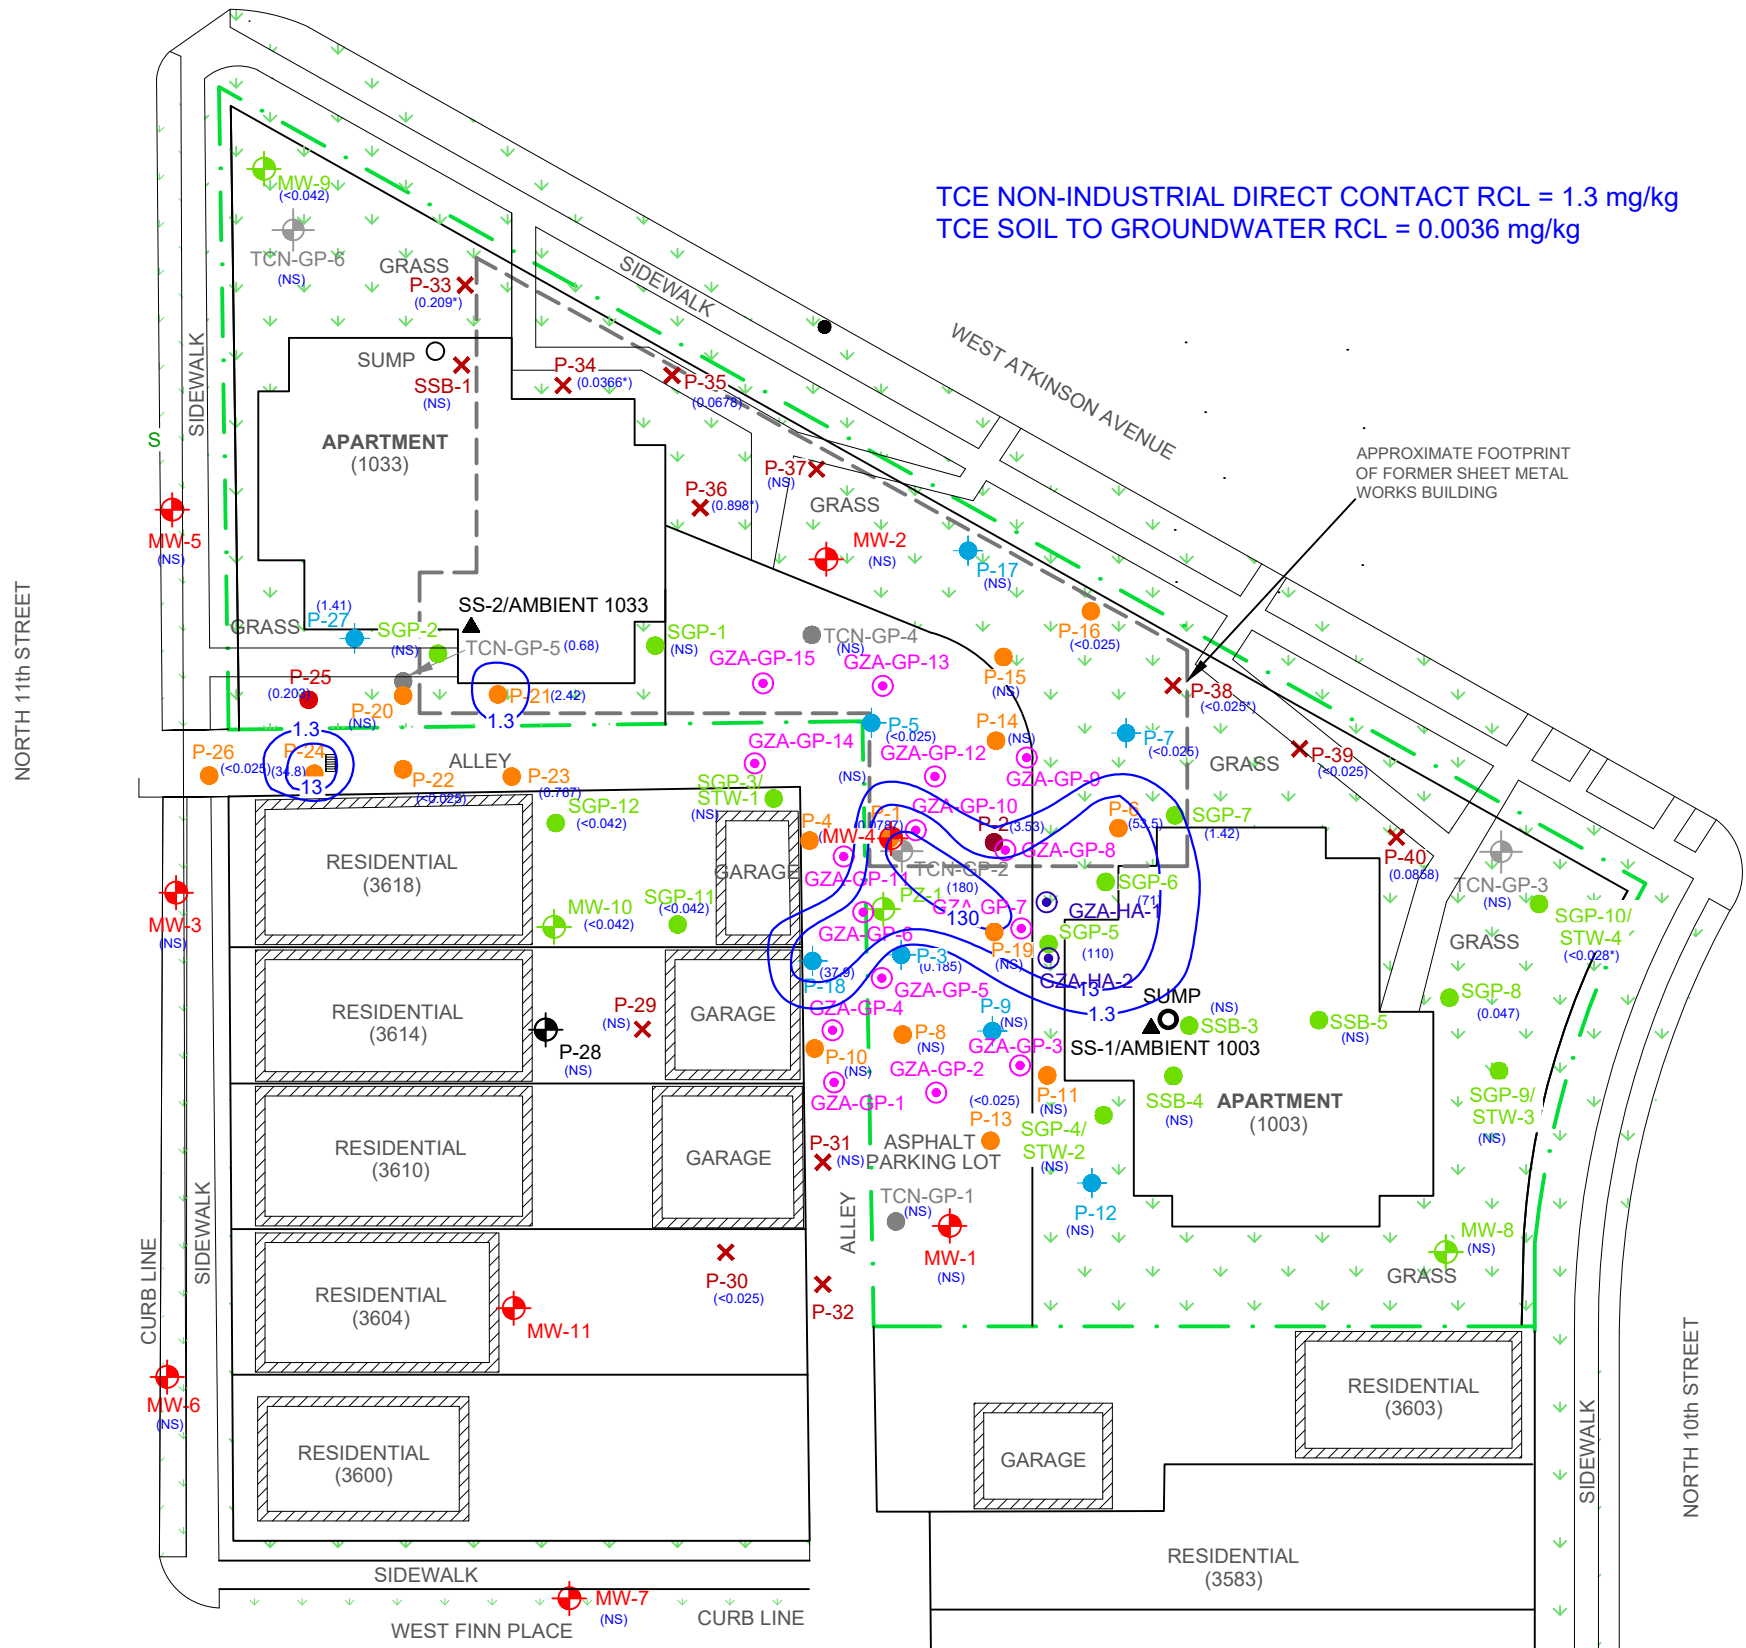 TCE NON-INDUSTRIAL DIRECT CONTACT RCL = 1.3 mg/kg
TCE SOIL TO GROUNDWATER RCL = 0.0036 mg/kg
MW-9
(<0.042)
TCN-GP-6
(NS)
GRASS
P-33
(0.209*)
SIDEWALK
WEST ATKINSON AVENUE
SIDEWALK
SUMP
SSB-1
(NS)
P-34
(0.0366*)
P-35
(0.0678)
S
APARTMENT
(1033)
P-36
(0.898*)
P-37
(NS)
GRASS
APPROXIMATE FOOTPRINT
OF FORMER SHEET METAL
WORKS BUILDING
MW-5
(NS)
MW-2
(NS)
P-17
(NS)
NORTH 11th STREET
(1.41)
P-27
GRASS
SGP-2
(NS)
SS-2/AMBIENT 1033
TCN-GP-5
(0.68)
SGP-1
(NS)
TCN-GP-4
(NS)
P-16
(<0.025)
GZA-GP-15
GZA-GP-13
P-15
(NS)
P-25
(0.203)
P-20
(NS)
P-21
(2.42)
1.3
P-38
(<0.025*)
1.3
P-26
(<0.025)
P-24
(34.8)
13
P-22
(<0.025)
ALLEY
P-23
(0.767)
GZA-GP-14
(NS)
P-5
(<0.025)
GZA-GP-12
P-14
(NS)
GZA-GP-9
P-7
(<0.025)
GRASS
P-39
(<0.025)
SGP-3/
STW-1
(NS)
SGP-12
(<0.042)
P-4
P-1
MW-4
GZA-GP-10
P-2
(3.53)
P-6
(53.5)
SGP-7
(1.42)
GZA-GP-8
P-40
(0.0858)
RESIDENTIAL
(3618)
GARAGE
GZA-GP-11
TCN-GP-2
(180)
SGP-6
(71)
TCN-GP-3
(NS)
MW-3
(NS)
MW-10
(<0.042)
SGP-11
(<0.042)
PZ-1
GZA-GP-7
130
GZA-HA-1
GZA-GP-6
SGP-5
(110)
SGP-10/
STW-4
(<0.028*)
GRASS
P-19
(NS)
P-3
(0.185)
(37.9)
P-18
GZA-HA-2
13
GZA-GP-5
1.3
SGP-8
(0.047)
RESIDENTIAL
(3614)
P-29
(NS)
GARAGE
GZA-GP-4
P-9
(NS)
SUMP
(NS)
SSB-3
SSB-5
(NS)
P-28
(NS)
P-8
(NS)
P-10
(NS)
GZA-GP-3
SS-1/AMBIENT 1003
GZA-GP-2
GZA-GP-1
P-11
(NS)
SSB-4
(NS)
APARTMENT
(1003)
SGP-9/
STW-3
(NS)
(<0.025)
P-13
SGP-4/
STW-2
(NS)
RESIDENTIAL
(3610)
GARAGE
P-31
(NS)
ASPHALT
PARKING LOT
TCN-GP-1
(NS)
P-12
(NS)
SIDEWALK
ALLEY
MW-1
(NS)
MW-8
(NS)
GRASS
CURB LINE
RESIDENTIAL
(3604)
P-30
(<0.025)
P-32
MW-11
MW-6
(NS)
RESIDENTIAL
(3603)
NORTH 10th STREET
RESIDENTIAL
(3600)
GARAGE
SIDEWALK
RESIDENTIAL
(3583)
SIDEWALK
MW-7
(NS)
CURB LINE
WEST FINN PLACE